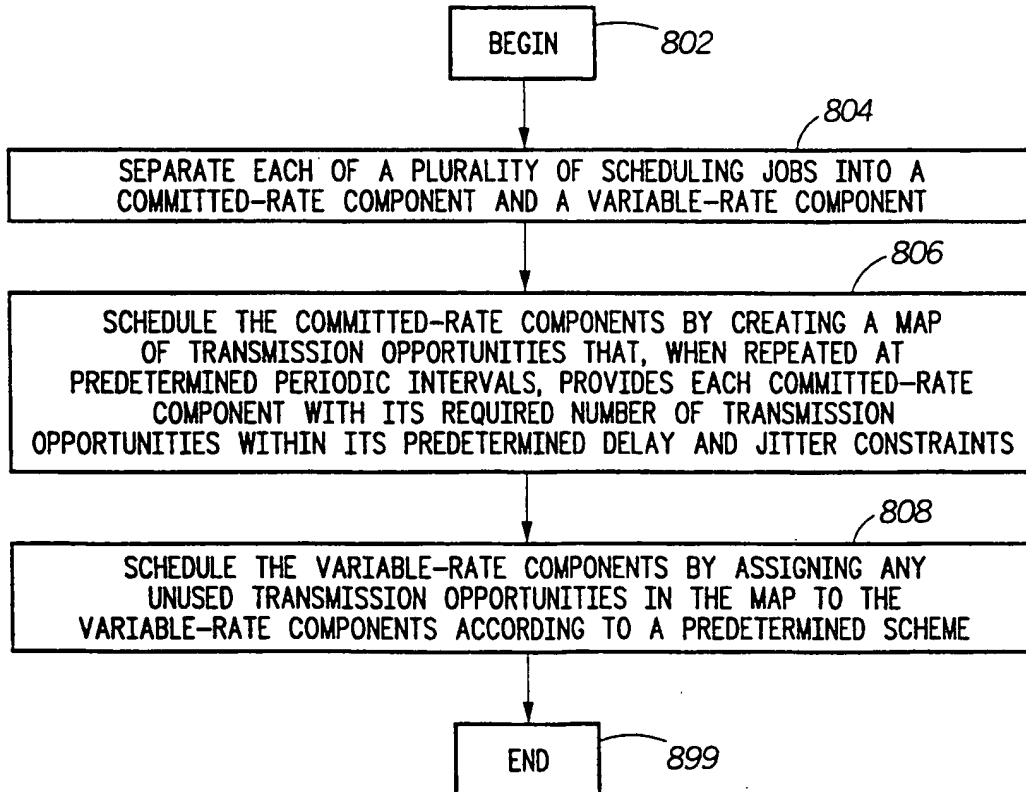 BEGIN
802
804
SEPARATE EACH OF A PLURALITY OF SCHEDULING JOBS INTO A
COMMITTED-RATE COMPONENT AND A VARIABLE-RATE COMPONENT
806
SCHEDULE THE COMMITTED-RATE COMPONENTS BY CREATING A MAP
OF TRANSMISSION OPPORTUNITIES THAT, WHEN REPEATED AT
PREDETERMINED PERIODIC INTERVALS, PROVIDES EACH COMMITTED-RATE
COMPONENT WITH ITS REQUIRED NUMBER OF TRANSMISSION
OPPORTUNITIES WITHIN ITS PREDETERMINED DELAY AND JITTER CONSTRAINTS
808
SCHEDULE THE VARIABLE-RATE COMPONENTS BY ASSIGNING ANY
UNUSED TRANSMISSION OPPORTUNITIES IN THE MAP TO THE
VARIABLE-RATE COMPONENTS ACCORDING TO A PREDETERMINED SCHEME
END
899